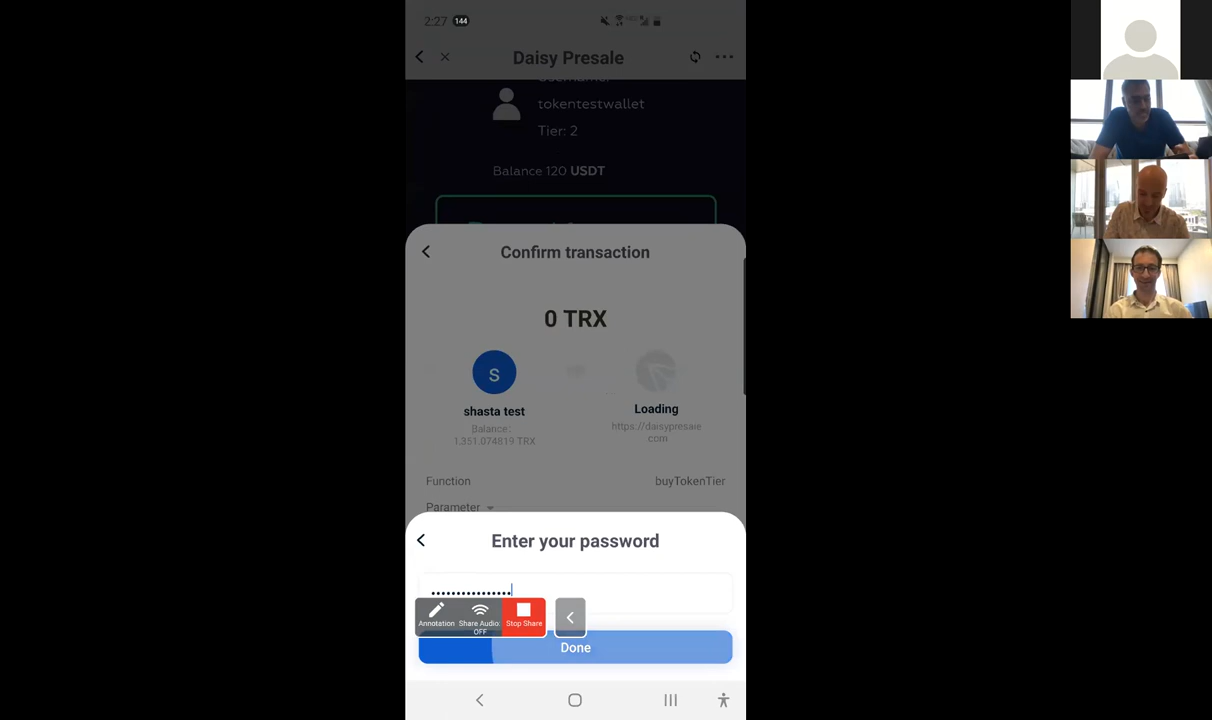 2:27 144
Daisy Presale
Username:
tokentestwallet
Tier: 2
Balance 120 USDT
Confirm transaction
0 TRX
S
shasta test
Loading
Balance:
1.351.074819 TRX
https://daisypresale
com
Function
buyTokenTier
Parameter
Enter your password
Annotation
Share Audio:
OFF
Stop Share
Done